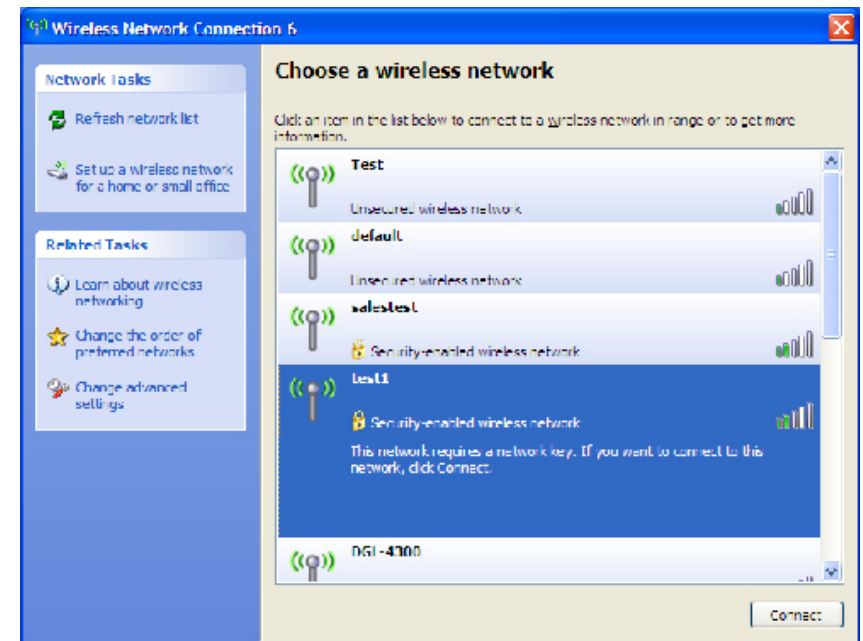 Wireless Network Connection 6
Network Tasks
Refresh network list
Set up a wireless network
for a home or small office
Related Tasks
Learn about wireless
networking
Change the order of
preferred networks
Change advanced
settings
Choose a wireless network
Click an item in the list below to connect to a wireless network in range or to get more
information.
Test
Unsecured wireless network
default
Unsecured wireless network
salestest
Security-enabled wireless network
test1
Security-enabled wireless network
This network requires a network key. If you want to connect to this
network, click Connect.
DGL-4300
Connect